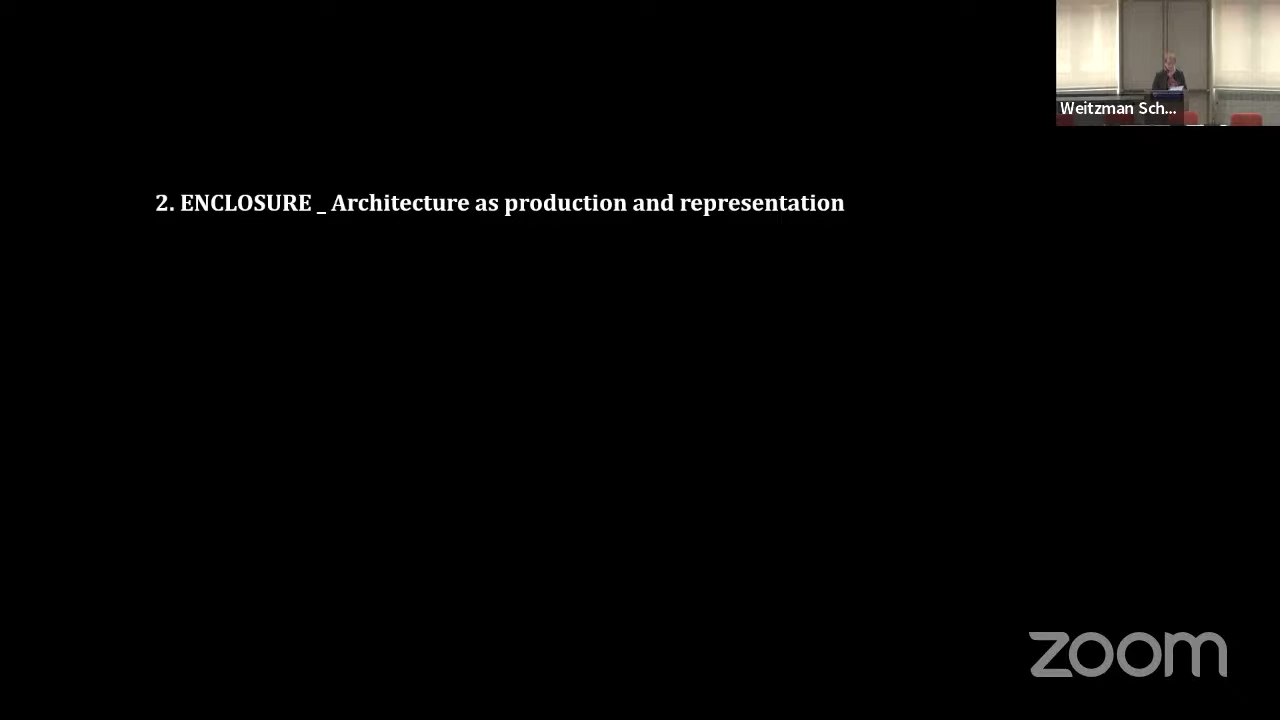 Weitzman Sch...
2. ENCLOSURE _ Architecture as production and representation
zoom